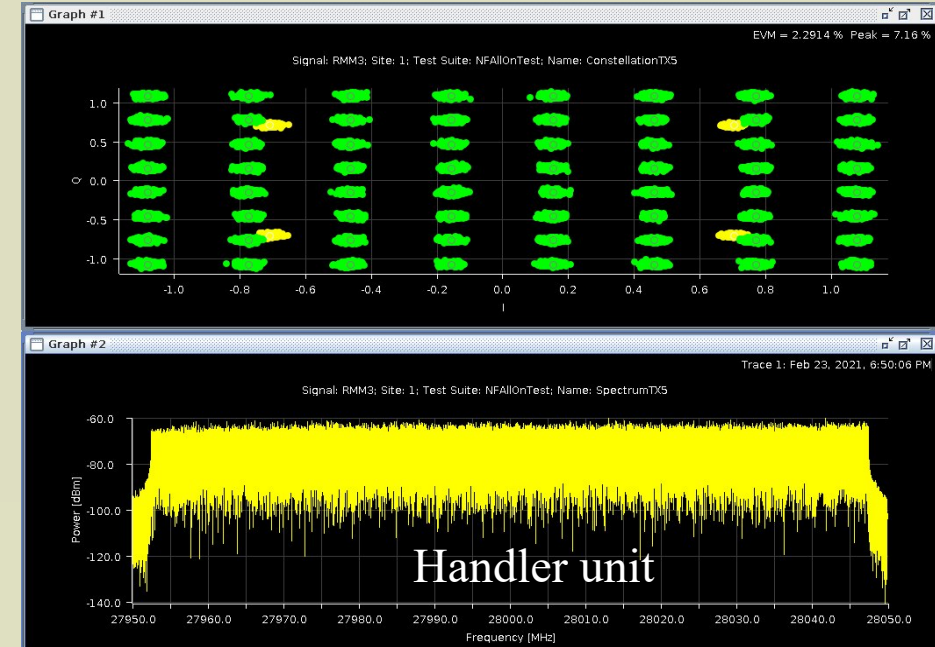 Graph #1
EVM = 2.2914 % Peak = 7.16 %
Signal: RMM3; Site: 1; Test Suite: NFAllOnTest; Name: ConstellationTX5
1.0
0.5
0.0
-0.5
-1.0
Q
-1.0 -0.8 -0.6 -0.4 -0.2 0.0 0.2 0.4 0.6 0.8 1.0
I
Graph #2
Trace 1: Feb 23, 2021, 6:50:06 PM
Signal: RMM3; Site: 1; Test Suite: NFAllOnTest; Name: SpectrumTX5
-60.0
-80.0
-100.0
-120.0
-140.0
Power [dBm]
Handler unit
27950.0 27960.0 27970.0 27980.0 27990.0 28000.0 28010.0 28020.0 28030.0 28040.0 28050.0
Frequency [MHz]